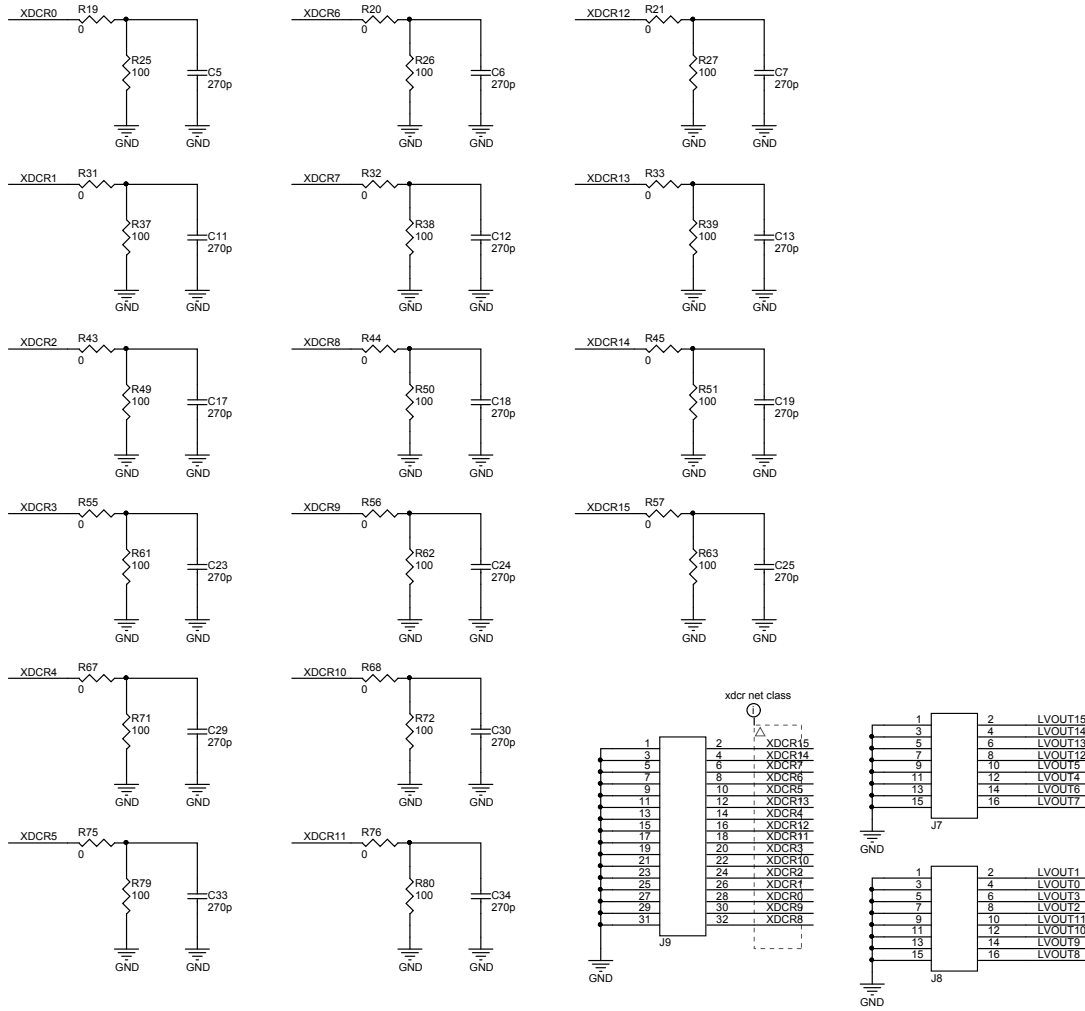 XDCR0 R19 0 R25 100 C5 270p GND GND
XDCR6 R20 0 R26 100 C6 270p GND GND
XDCR12 R21 0 R27 100 C7 270p GND GND
XDCR1 R31 0 R37 100 C11 270p GND GND
XDCR7 R32 0 R38 100 C12 270p GND GND
XDCR13 R33 0 R39 100 C13 270p GND GND
XDCR2 R43 0 R49 100 C17 270p GND GND
XDCR8 R44 0 R50 100 C18 270p GND GND
XDCR14 R45 0 R51 100 C19 270p GND GND
XDCR3 R55 0 R61 100 C23 270p GND GND
XDCR9 R56 0 R62 100 C24 270p GND GND
XDCR15 R57 0 R63 100 C25 270p GND GND
XDCR4 R67 0 R71 100 C29 270p GND GND
XDCR10 R68 0 R72 100 C30 270p GND GND
XDCR5 R75 0 R79 100 C33 270p GND GND
XDCR11 R76 0 R80 100 C34 270p GND GND
xdcr net class
i
1 2 XDCR15
3 4 XDCR14
5 6 XDCR7
7 8 XDCR6
9 10 XDCR5
11 12 XDCR13
13 14 XDCR4
15 16 XDCR12
17 18 XDCR11
19 20 XDCR3
21 22 XDCR10
23 24 XDCR2
25 26 XDCR1
27 28 XDCR0
29 30 XDCR9
31 32 XDCR8
J9
GND
1 2 LVOUT15
3 4 LVOUT14
5 6 LVOUT13
7 8 LVOUT12
9 10 LVOUT5
11 12 LVOUT4
13 14 LVOUT6
15 16 LVOUT7
J7
GND
1 2 LVOUT1
3 4 LVOUT0
5 6 LVOUT3
7 8 LVOUT2
9 10 LVOUT11
11 12 LVOUT10
13 14 LVOUT9
15 16 LVOUT8
J8
GND